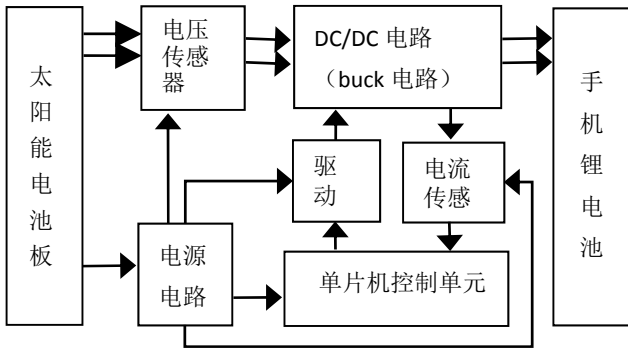 太阳能电池板
电压
传感
器
DC/DC 电路
（buck 电路）
手机锂电池
驱
动
电流
传感
电源
电路
单片机控制单元